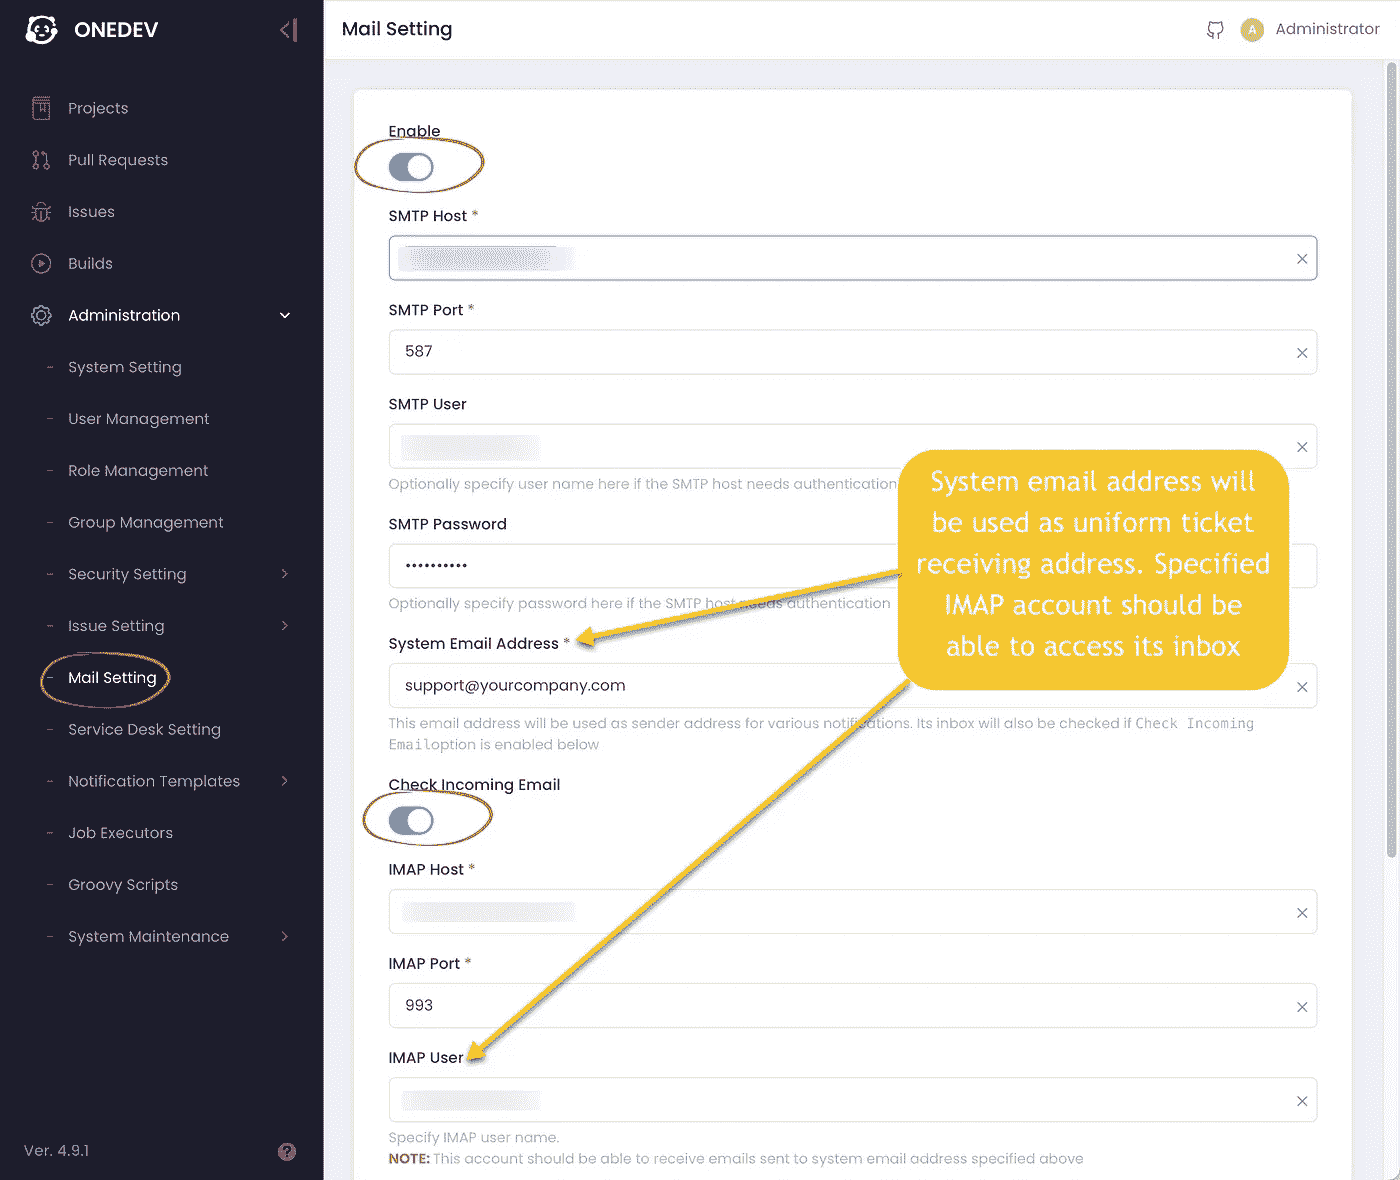 ONEDEV
Projects
Pull Requests
Issues
Builds
Administration
System Setting
User Management
Role Management
Group Management
Security Setting
Issue Setting
Mail Setting
Service Desk Setting
Notification Templates
Job Executors
Groovy Scripts
System Maintenance
Ver. 4.9.1
Mail Setting
A
Administrator
Enable
SMTP Host *
SMTP Port *
587
SMTP User
Optionally specify user name here if the SMTP host needs authentication
SMTP Password
••••••••••
Optionally specify password here if the SMTP host needs authentication
System Email Address *
support@yourcompany.com
This email address will be used as sender address for various notifications. Its inbox will also be checked if Check Incoming
Emailoption is enabled below
Check Incoming Email
IMAP Host *
IMAP Port *
993
IMAP User
Specify IMAP user name.
NOTE: This account should be able to receive emails sent to system email address specified above
System email address will
be used as uniform ticket
receiving address. Specified
IMAP account should be
able to access its inbox